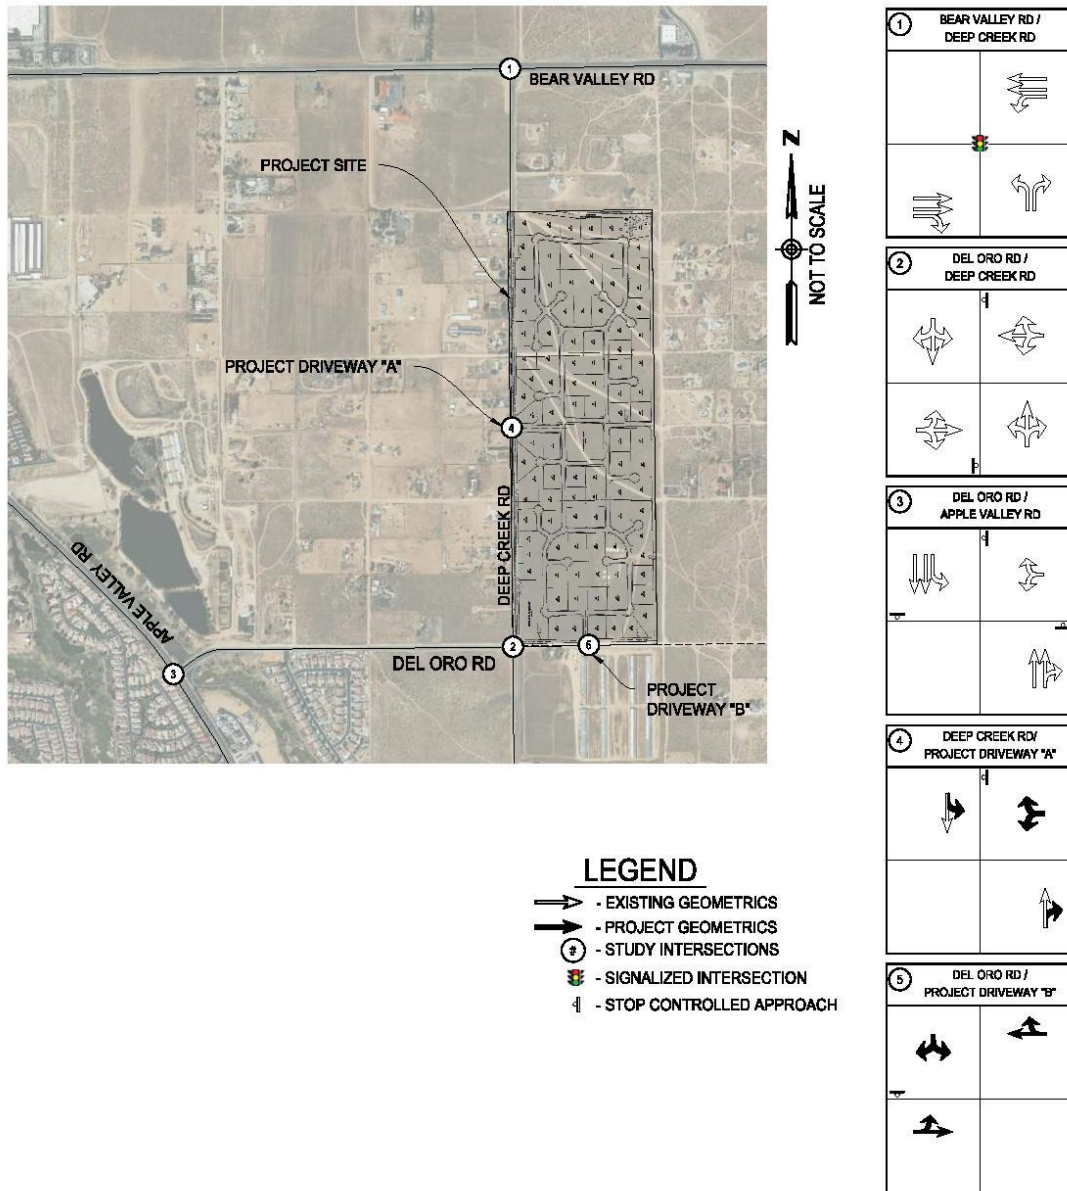 1
BEAR VALLEY RD
PROJECT SITE
N
NOT TO SCALE
PROJECT DRIVEWAY "A"
4
DEEP CREEK RD
APPLE VALLEY RD
3
DEL ORO RD
2
5
PROJECT
DRIVEWAY "B"
LEGEND
- EXISTING GEOMETRICS
- PROJECT GEOMETRICS
# - STUDY INTERSECTIONS
- SIGNALIZED INTERSECTION
- STOP CONTROLLED APPROACH
1 BEAR VALLEY RD /
DEEP CREEK RD
2 DEL ORO RD /
DEEP CREEK RD
3 DEL ORO RD /
APPLE VALLEY RD
4 DEEP CREEK RD/
PROJECT DRIVEWAY "A"
5 DEL ORO RD /
PROJECT DRIVEWAY "B"